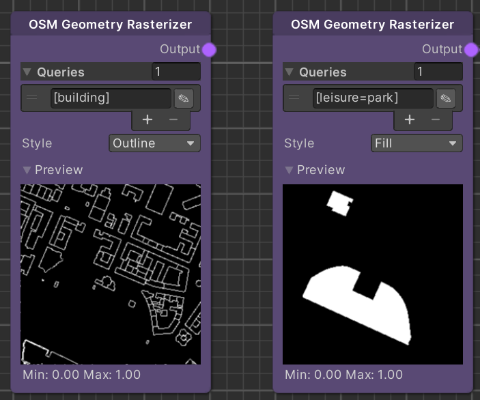 OSM Geometry Rasterizer
Output
Queries 1
[building]
+ −
Style Outline
Preview
Min: 0.00 Max: 1.00
OSM Geometry Rasterizer
Output
Queries 1
[leisure=park]
+ −
Style Fill
Preview
Min: 0.00 Max: 1.00